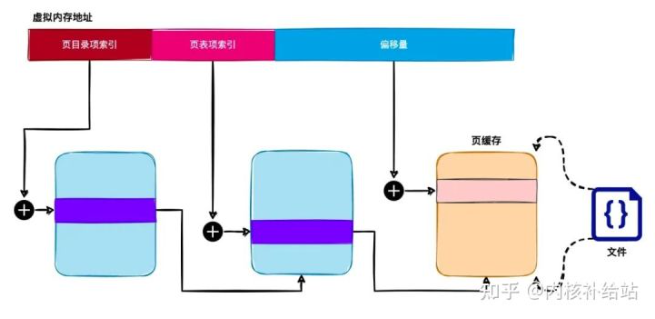 虚拟内存地址
页目录项索引
页表项索引
偏移量
页缓存
{}
文件
知乎 @内核补给站